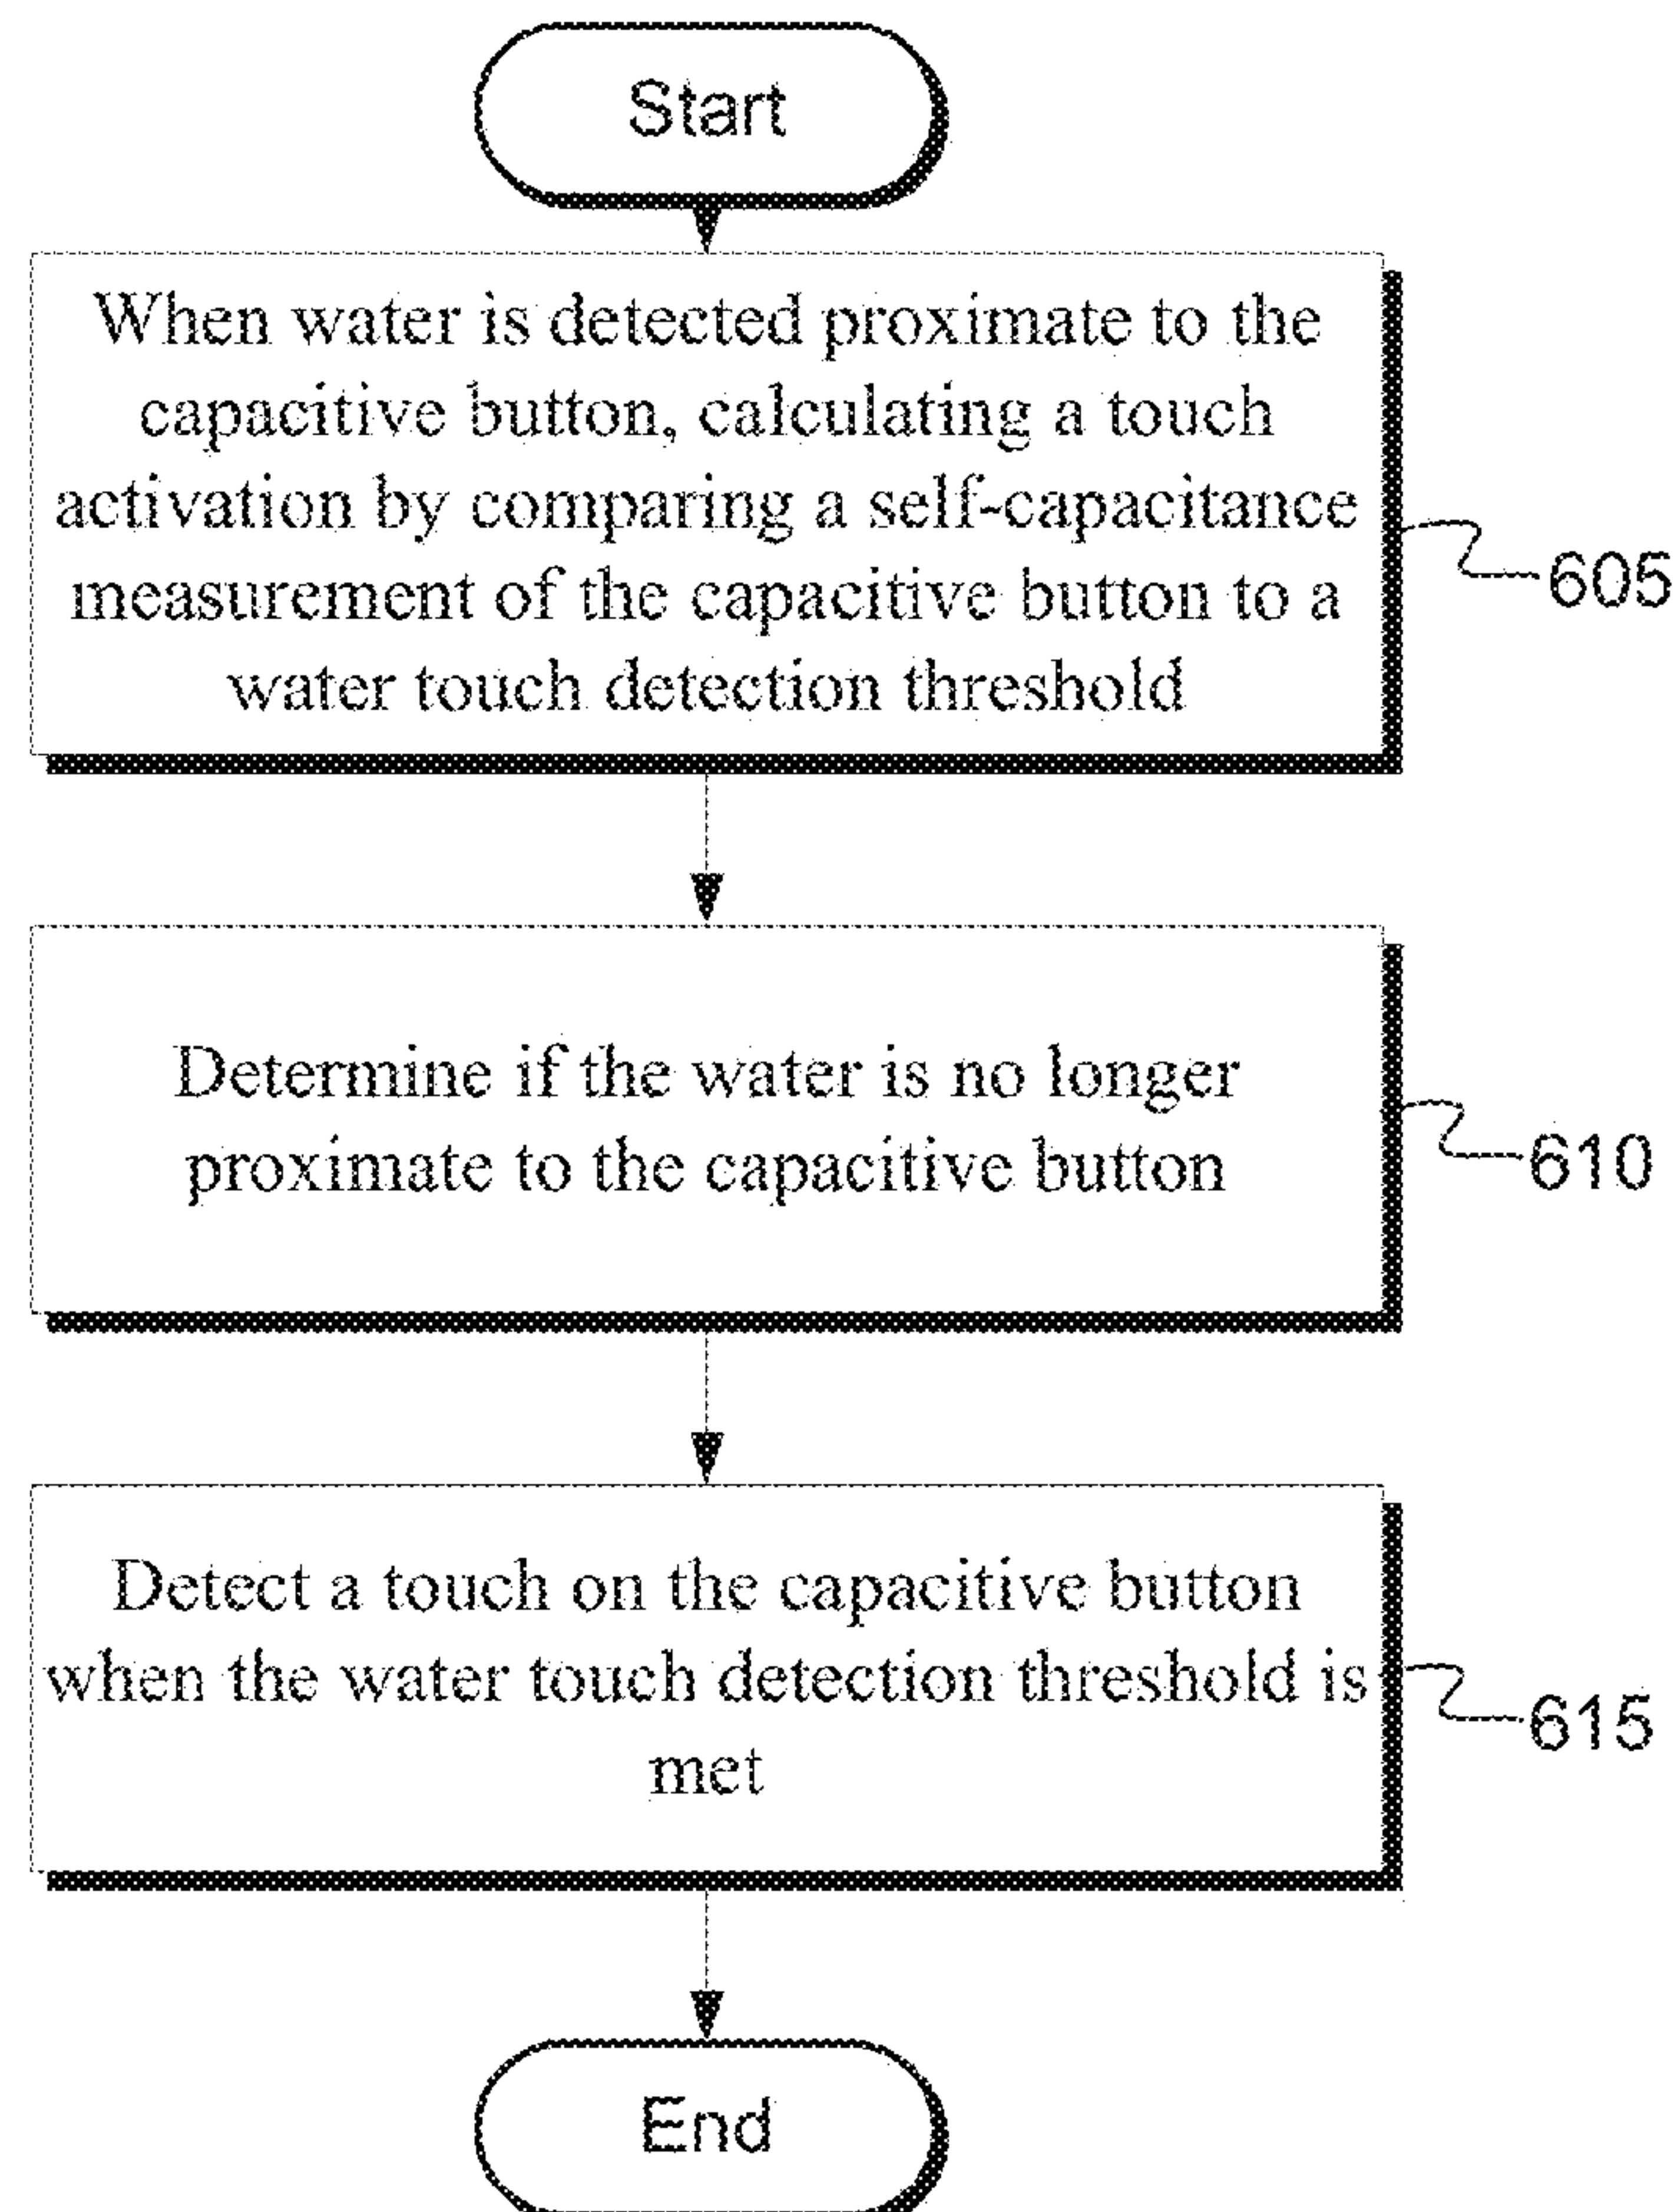 Start
When water is detected proximate to the
capacitive button, calculating a touch
activation by comparing a self-capacitance
measurement of the capacitive button to a
water touch detection threshold
605
Determine if the water is no longer
proximate to the capacitive button
610
Detect a touch on the capacitive button
when the water touch detection threshold is
met
615
End